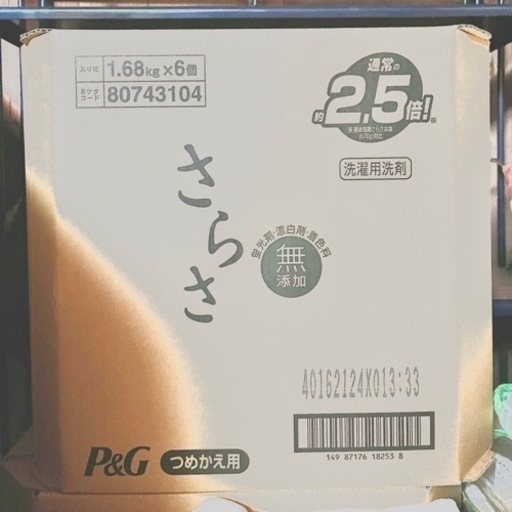 入り数 1.68kg×6個
8ケタコード 80743104
通常の
約2.5倍!※
さらさ
洗濯用洗剤
蛍光剤・漂白剤・着色料
無
添加
40162124X013:33
149 87176 18253 8
P&G つめかえ用